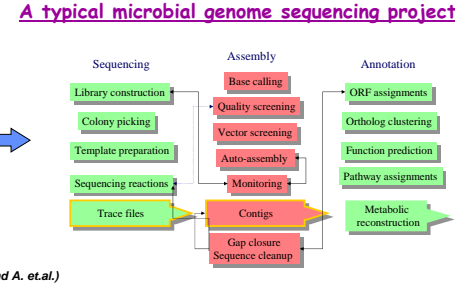 A typical microbial genome sequencing project
Sequencing
Assembly
Annotation
Library construction
Colony picking
Template preparation
Sequencing reactions
Trace files
Base calling
Quality screening
Vector screening
Auto-assembly
Monitoring
Contigs
Gap closure
Sequence cleanup
ORF assignments
Ortholog clustering
Function prediction
Pathway assignments
Metabolic
reconstruction
d A. et.al.)